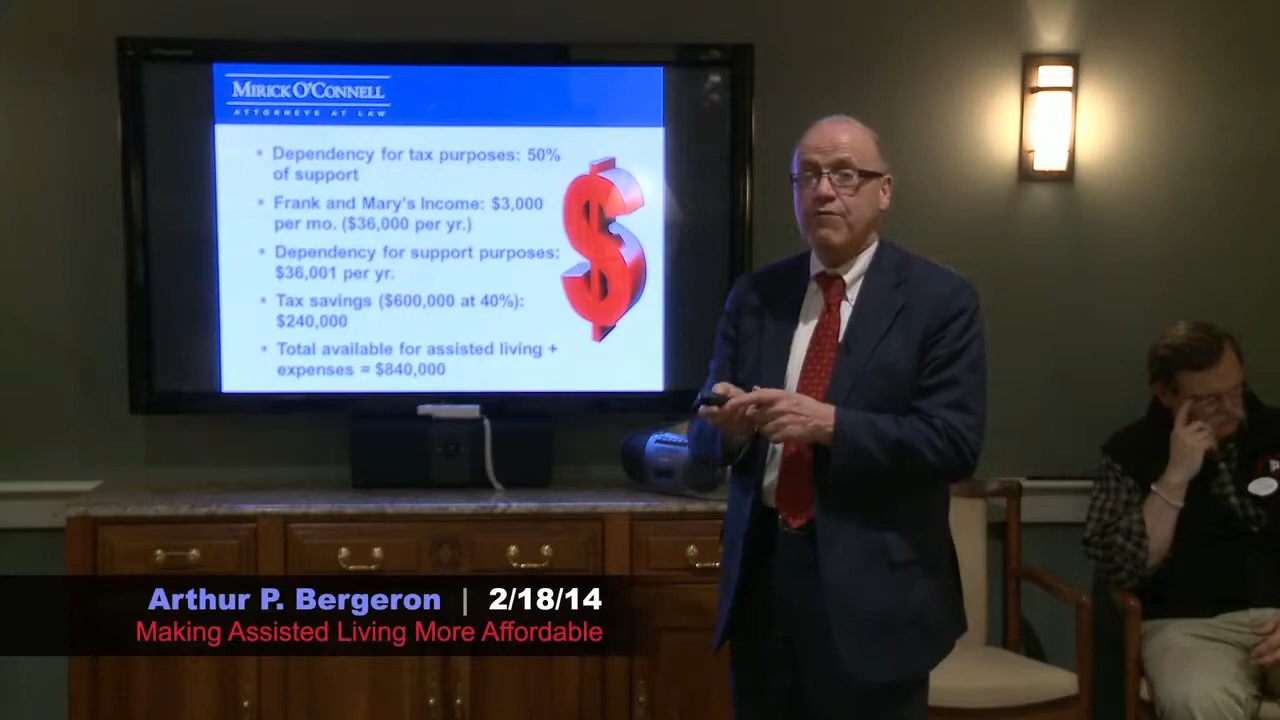 MIRICK O'CONNELL
ATTORNEYS AT LAW
▪ Dependency for tax purposes: 50%
of support
▪ Frank and Mary's Income: $3,000
per mo. ($36,000 per yr.)
▪ Dependency for support purposes:
$36,001 per yr.
▪ Tax savings ($600,000 at 40%):
$240,000
▪ Total available for assisted living +
expenses = $840,000
Arthur P. Bergeron | 2/18/14
Making Assisted Living More Affordable